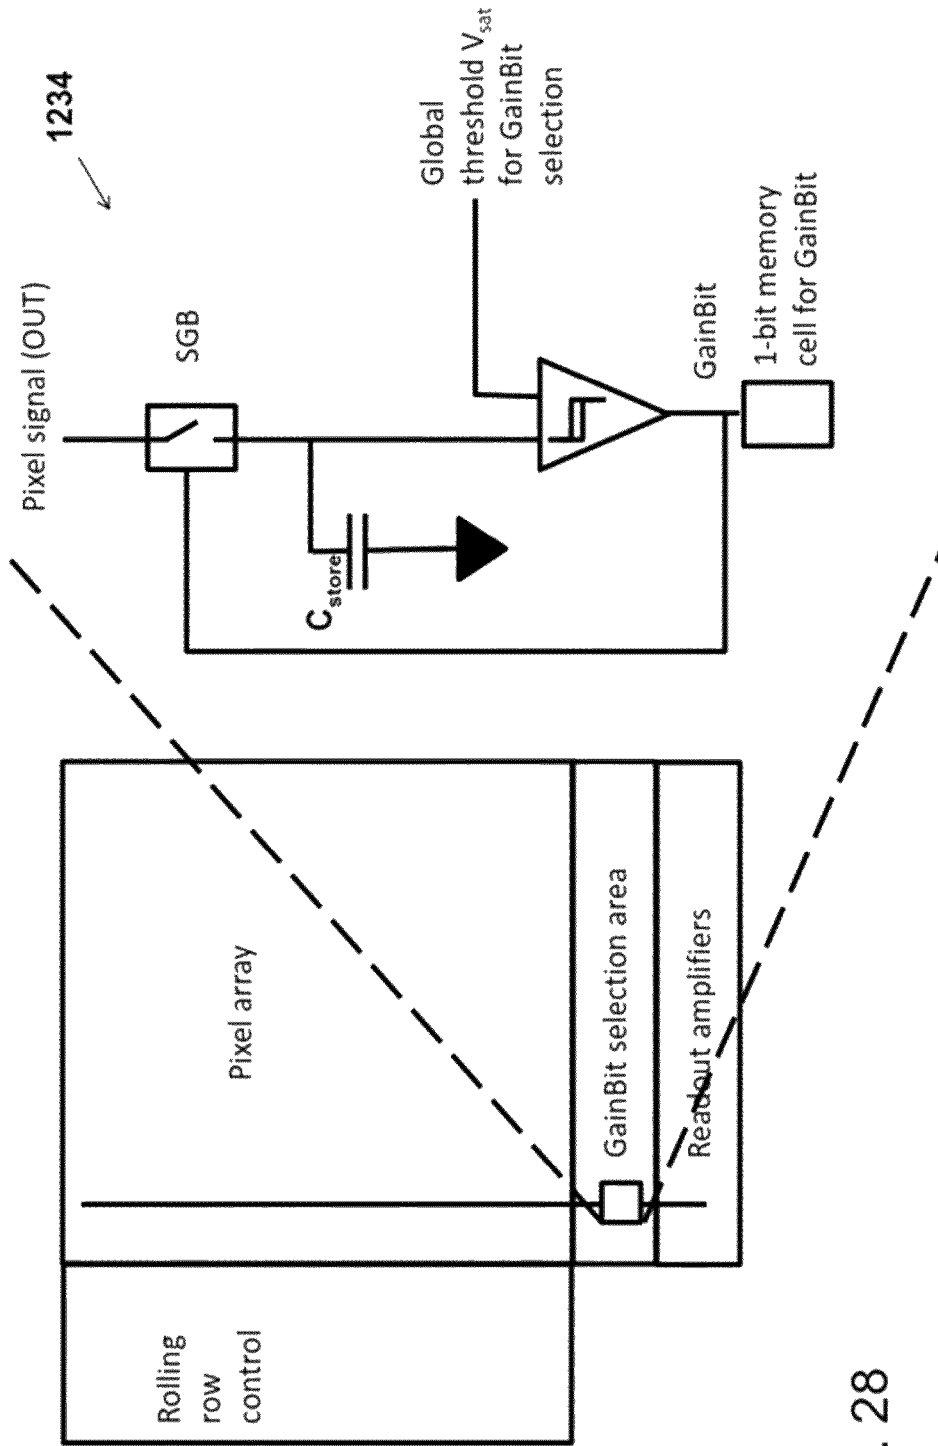 Rolling
row
control
Pixel array
GainBit selection area
Readout amplifiers
Pixel signal (OUT)
1234
SGB
C_store
Global
threshold V_sat
for GainBit
selection
GainBit
1-bit memory
cell for GainBit
. 28